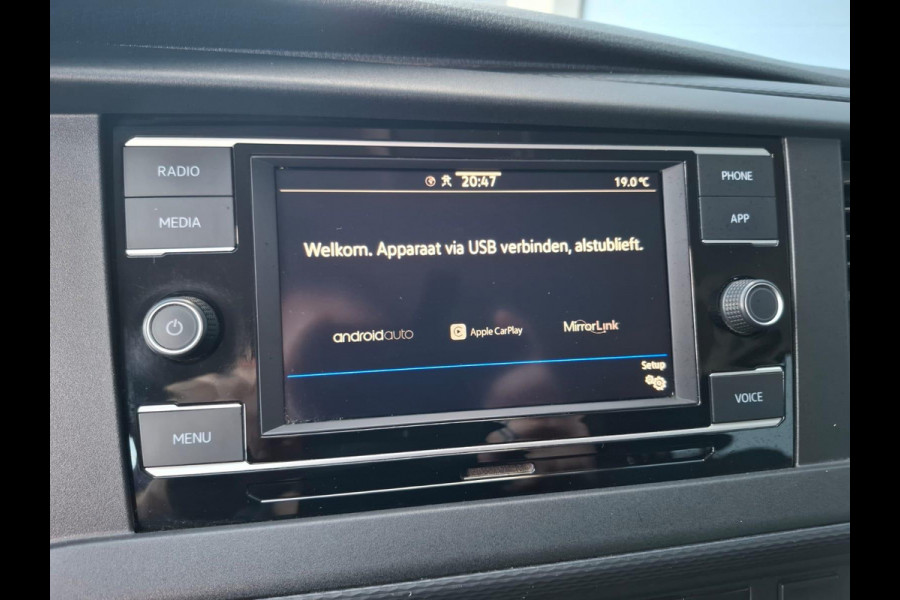 RADIO
MEDIA
MENU
20:47
19.0°C
Welkom. Apparaat via USB verbinden, alstublieft.
androidauto
Apple CarPlay
MirrorLink
Setup
PHONE
APP
VOICE